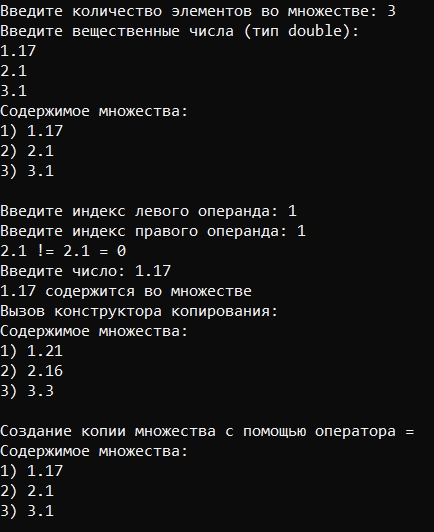 Введите количество элементов во множестве: 3
Введите вещественные числа (тип double):
1.17
2.1
3.1
Содержимое множества:
1) 1.17
2) 2.1
3) 3.1
Введите индекс левого операнда: 1
Введите индекс правого операнда: 1
2.1 != 2.1 = 0
Введите число: 1.17
1.17 содержится во множестве
Вызов конструктора копирования:
Содержимое множества:
1) 1.21
2) 2.16
3) 3.3
Создание копии множества с помощью оператора =
Содержимое множества:
1) 1.17
2) 2.1
3) 3.1